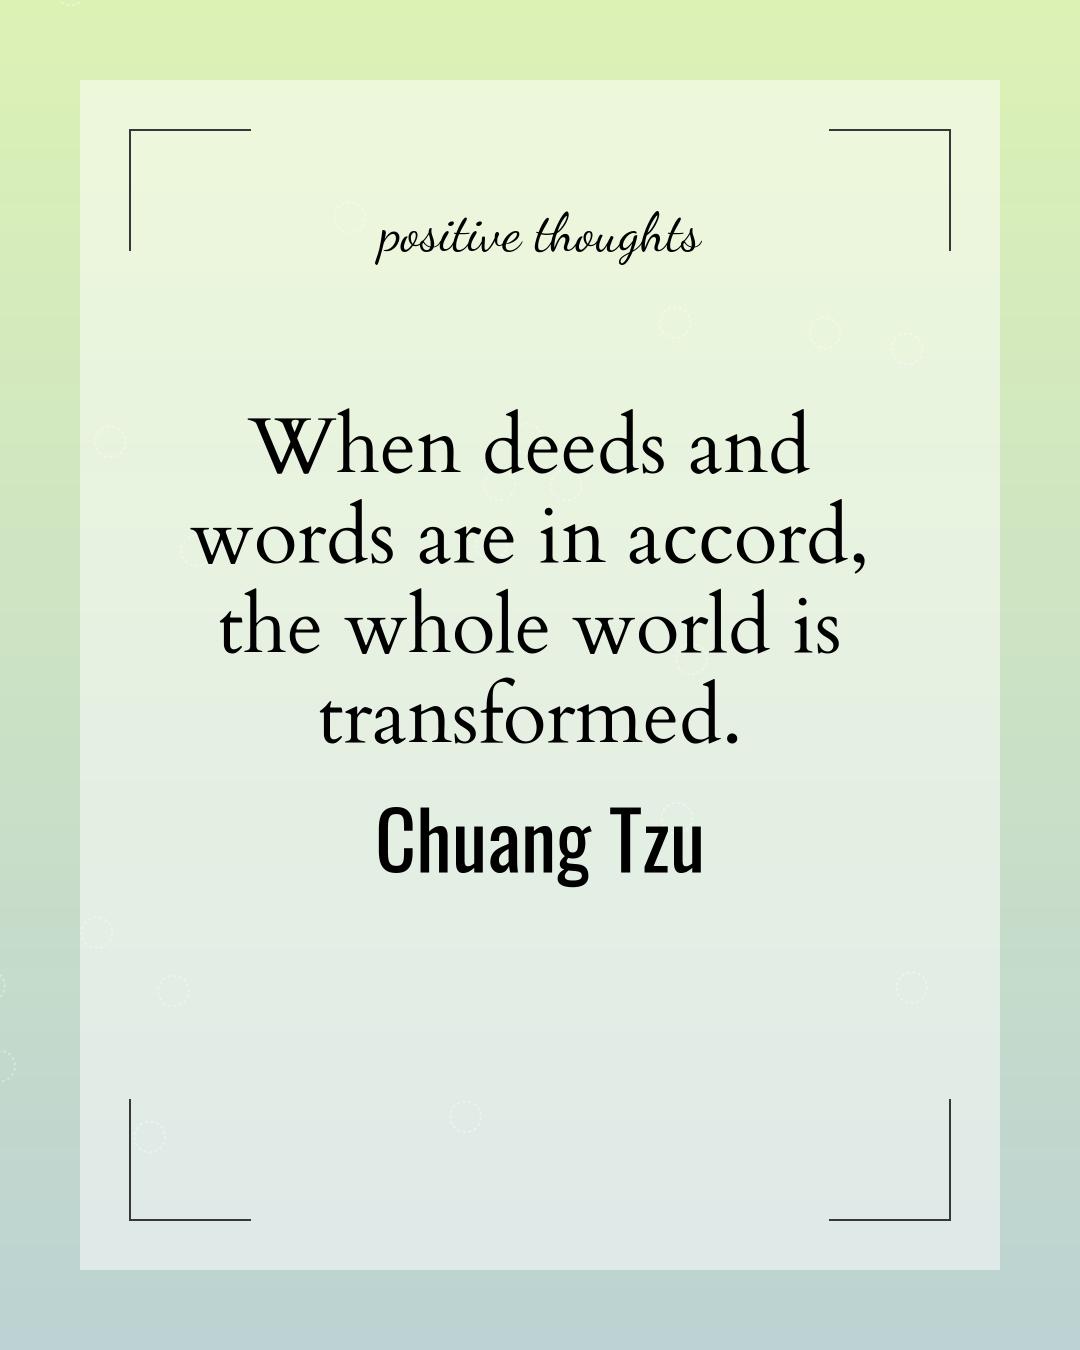 positive thoughts
When deeds and
words are in accord,
the whole world is
transformed.
Chuang Tzu